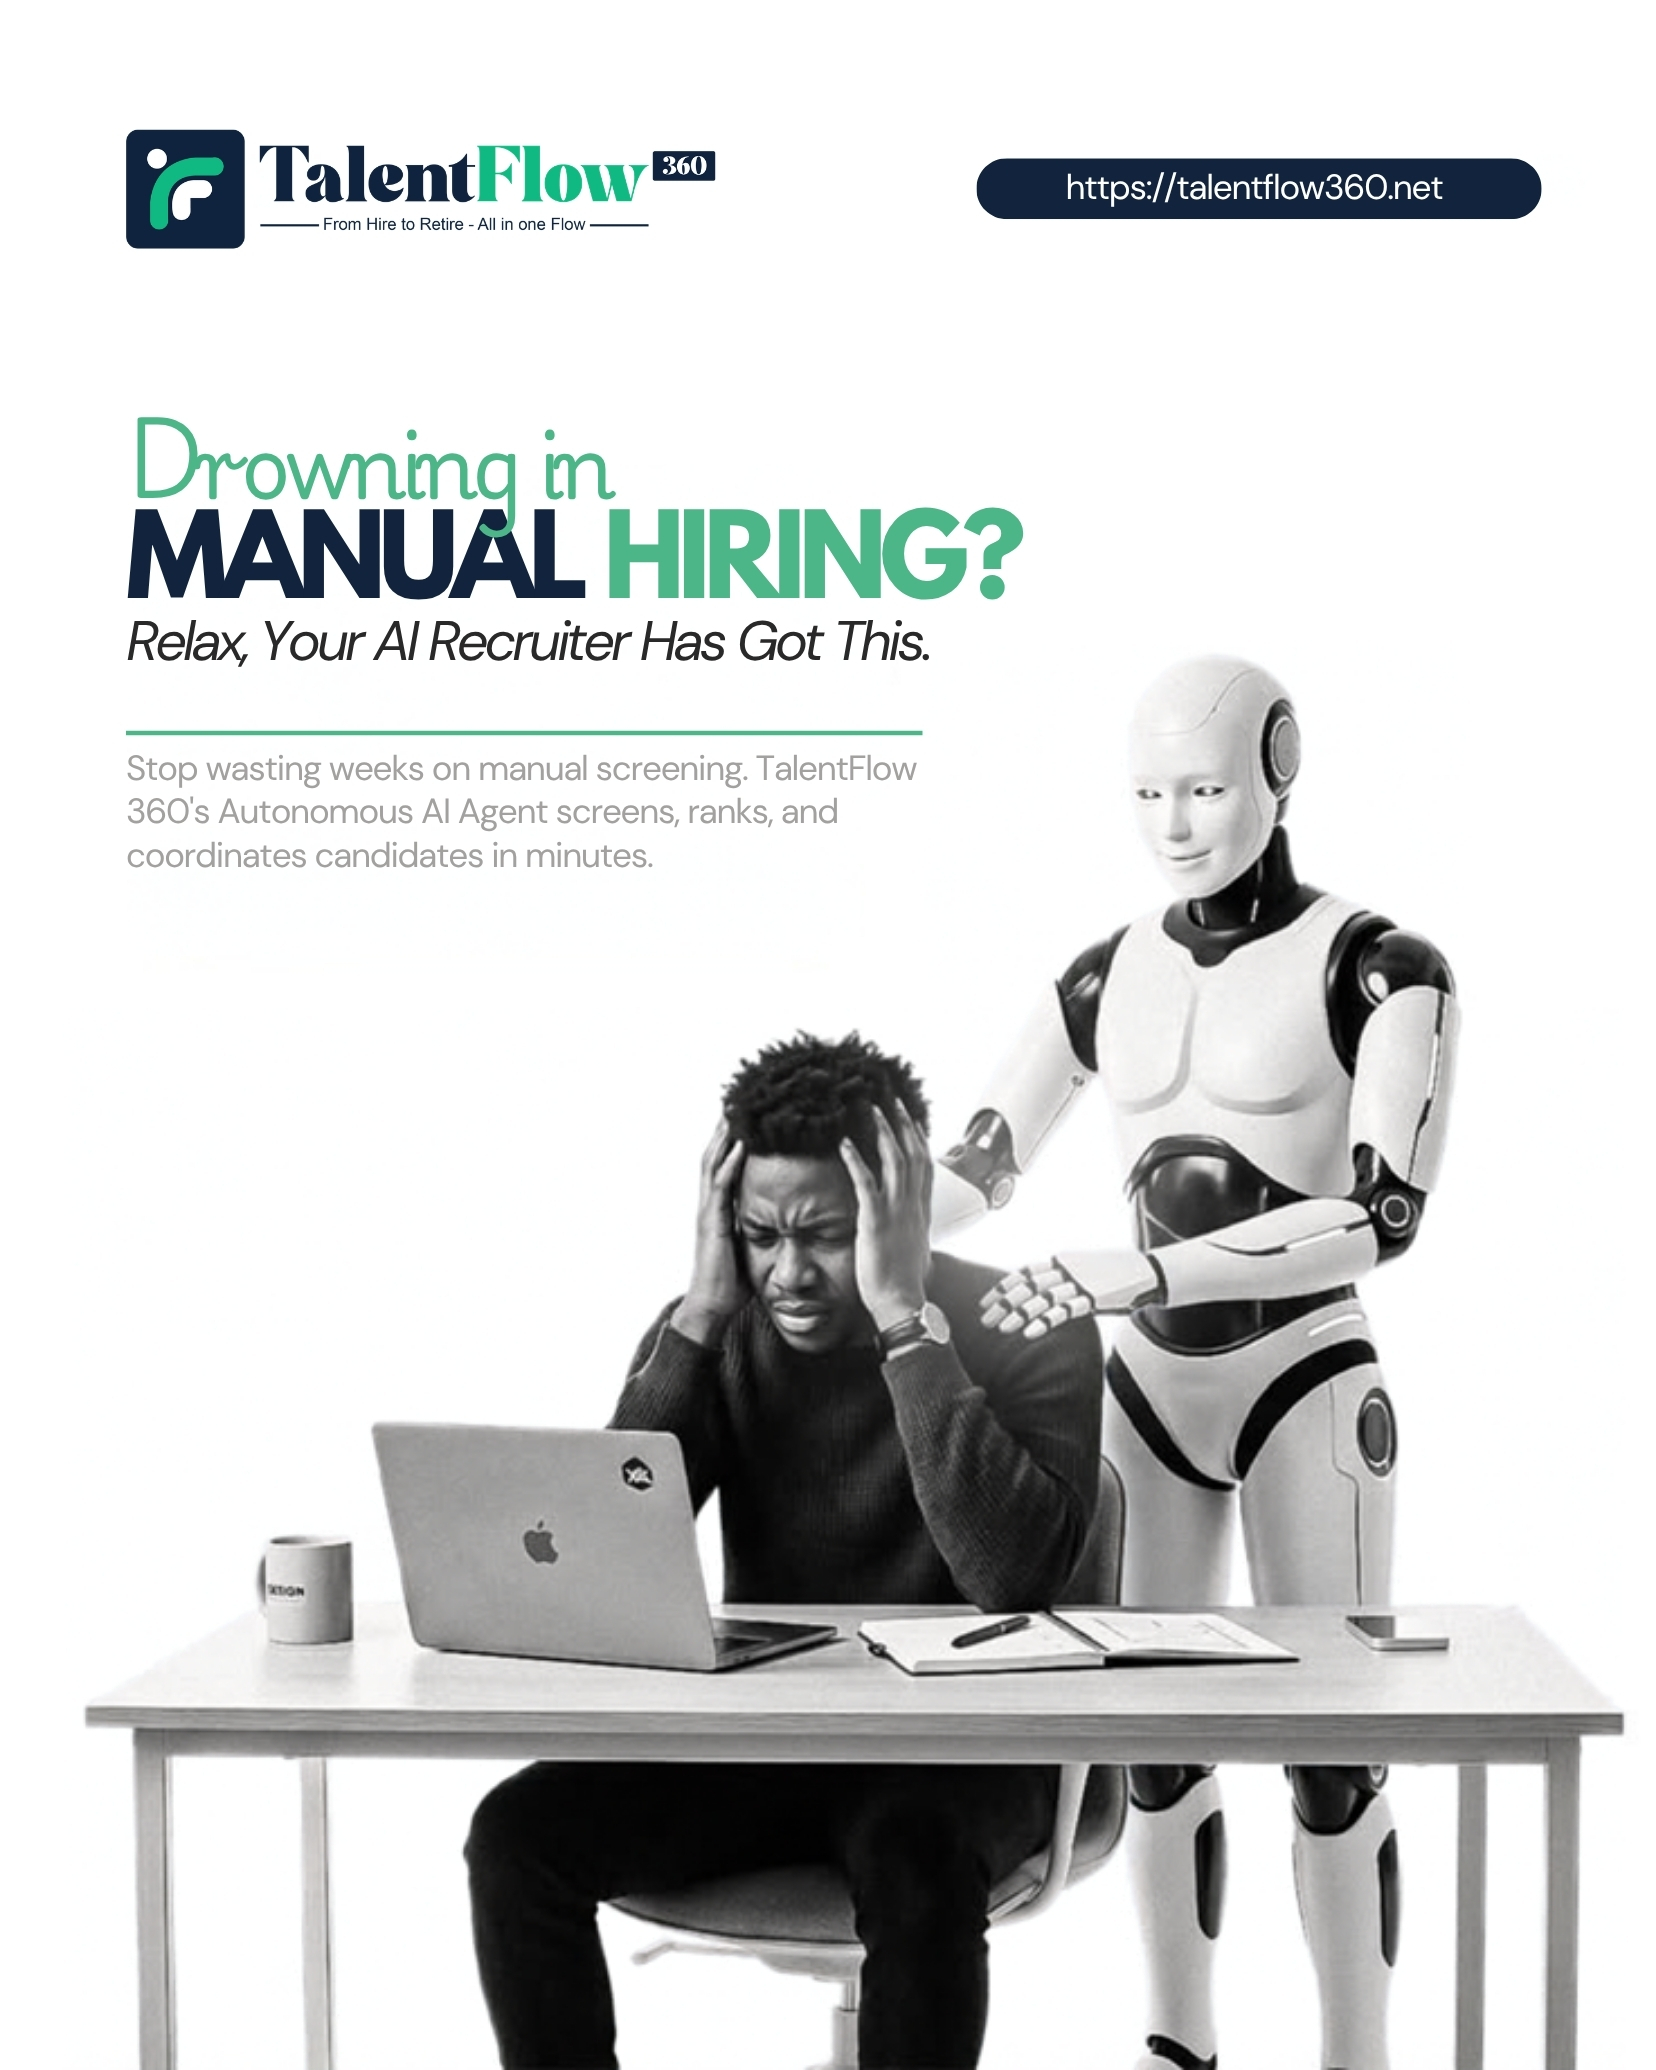 TalentFlow 360
From Hire to Retire - All in one Flow
https://talentflow360.net
Drowning in
MANUAL HIRING?
Relax, Your AI Recruiter Has Got This.
Stop wasting weeks on manual screening. TalentFlow
360's Autonomous AI Agent screens, ranks, and
coordinates candidates in minutes.